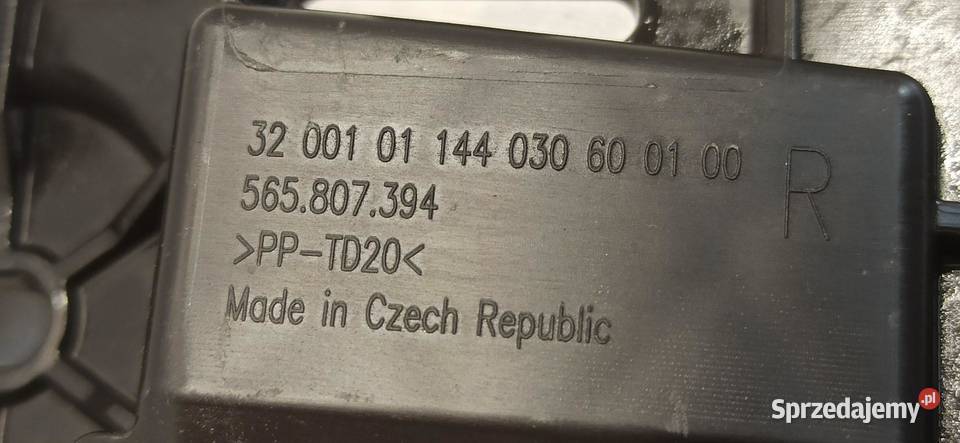 32 001 01 144 030 60 01 00
R
565.807.394
>PP-TD20<
Made in Czech Republic
Sprzedajemy.pl